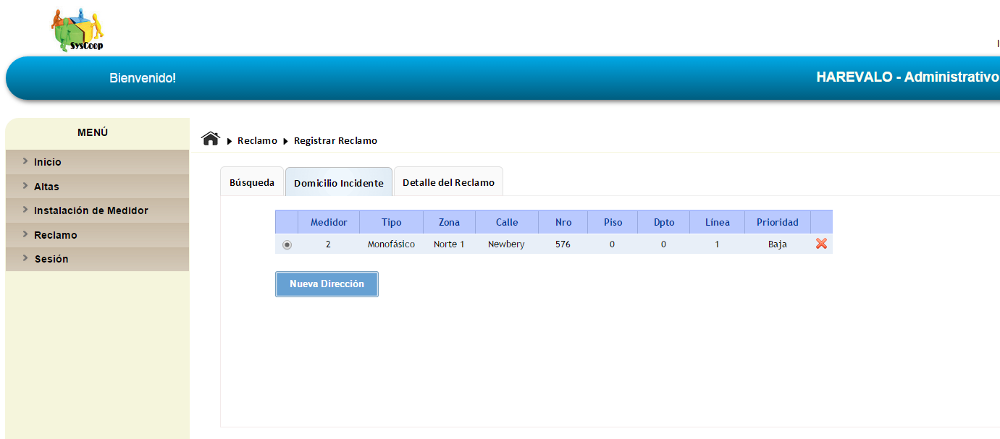 SysCoop
Bienvenido!
HAREVALO - Administrativo
MENÚ
Inicio
Altas
Instalación de Medidor
Reclamo
Sesión
Reclamo Registrar Reclamo
Búsqueda Domicilio Incidente Detalle del Reclamo
Medidor Tipo Zona Calle Nro Piso Dpto Línea Prioridad
2 Monofásico Norte 1 Newbery 576 0 0 1 Baja
Nueva Dirección